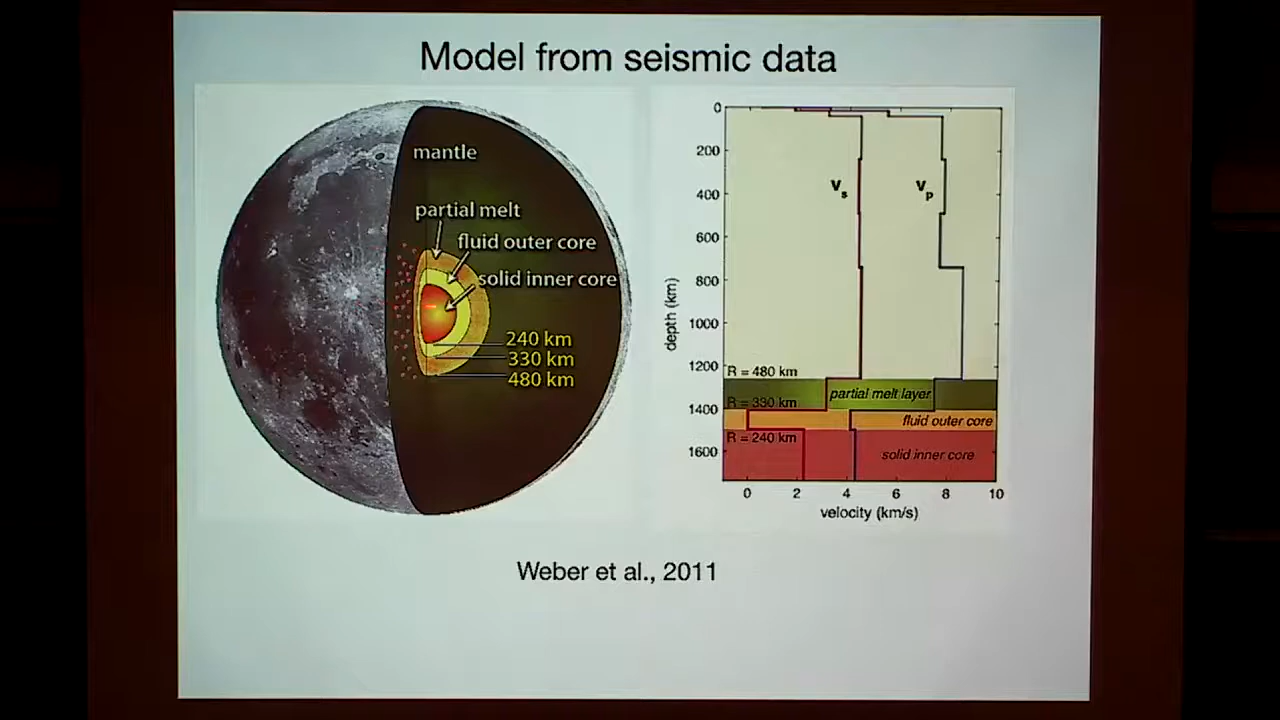 Model from seismic data
mantle
partial melt
fluid outer core
solid inner core
240 km
330 km
480 km
0
200
400
600
800
1000
1200
1400
1600
depth (km)
Vs
Vp
R = 480 km
partial melt layer
R = 330 km
fluid outer core
R = 240 km
solid inner core
0 2 4 6 8 10
velocity (km/s)
Weber et al., 2011